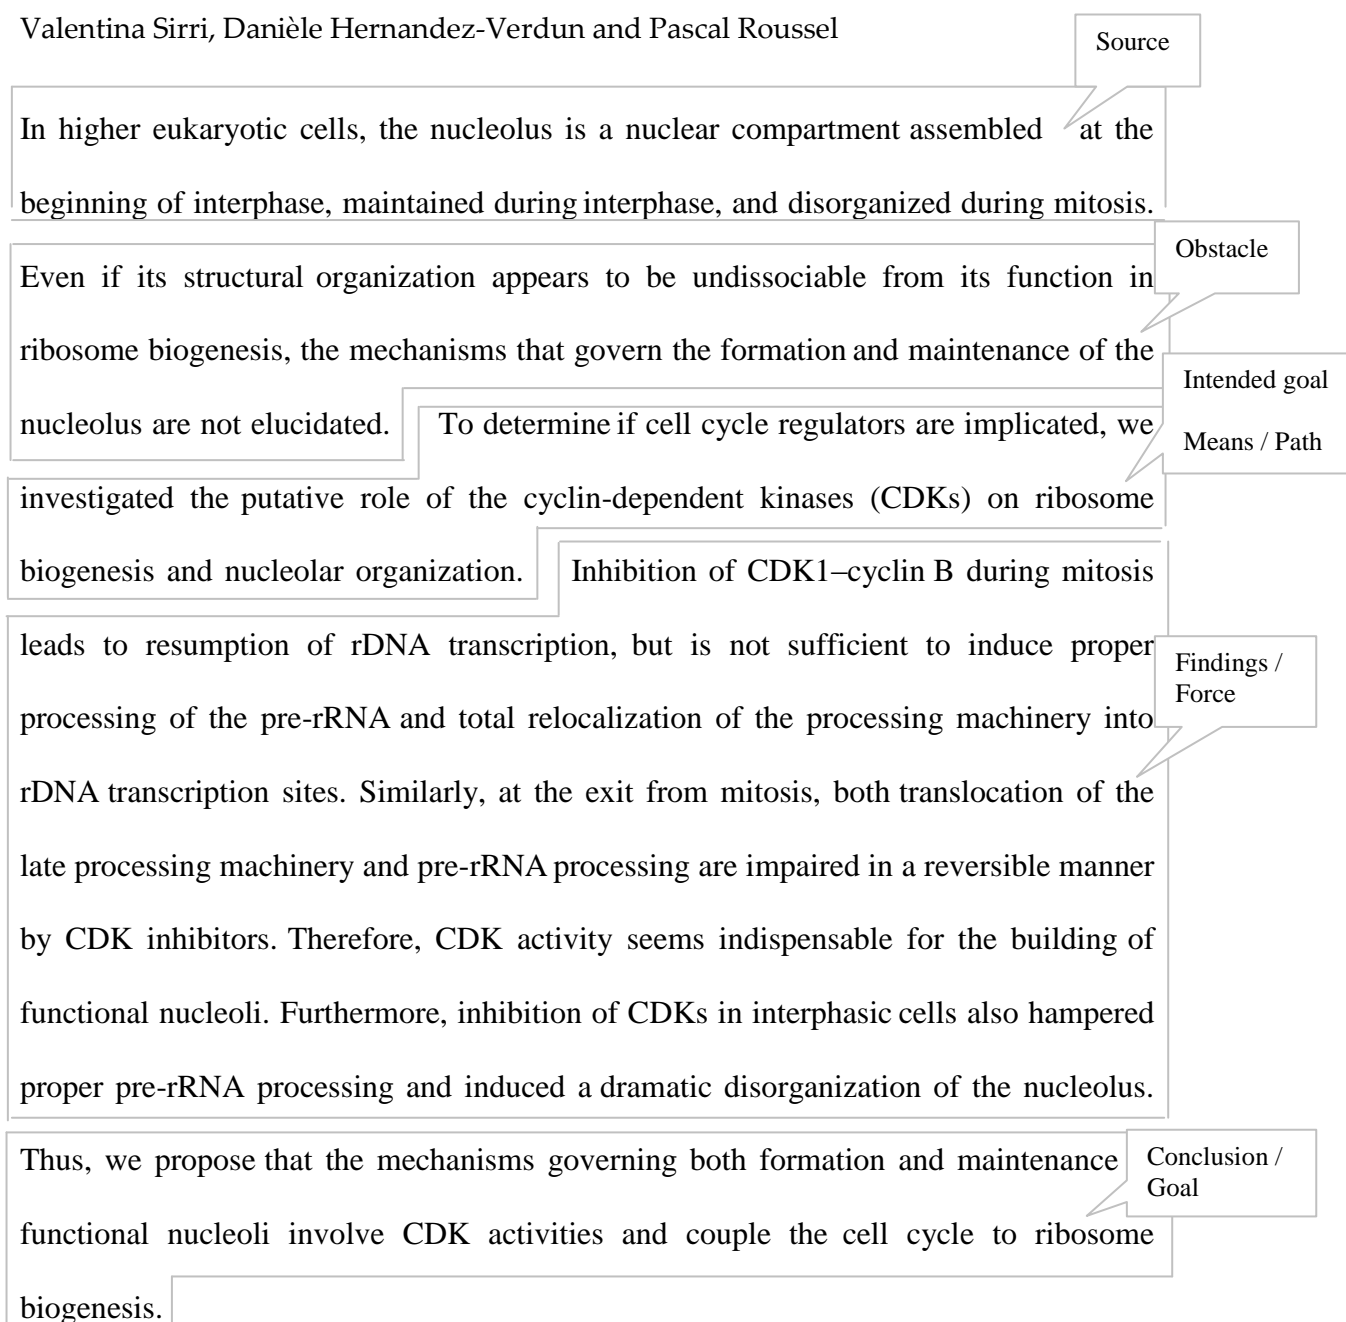 Valentina Sirri, Danièle Hernandez-Verdun and Pascal Roussel
Source
In higher eukaryotic cells, the nucleolus is a nuclear compartment assembled at the
beginning of interphase, maintained during interphase, and disorganized during mitosis.
Obstacle
Even if its structural organization appears to be undissociable from its function in
ribosome biogenesis, the mechanisms that govern the formation and maintenance of the
Intended goal
nucleolus are not elucidated. To determine if cell cycle regulators are implicated, we
Means / Path
investigated the putative role of the cyclin-dependent kinases (CDKs) on ribosome
biogenesis and nucleolar organization. Inhibition of CDK1–cyclin B during mitosis
leads to resumption of rDNA transcription, but is not sufficient to induce proper
Findings /
Force
processing of the pre-rRNA and total relocalization of the processing machinery into
rDNA transcription sites. Similarly, at the exit from mitosis, both translocation of the
late processing machinery and pre-rRNA processing are impaired in a reversible manner
by CDK inhibitors. Therefore, CDK activity seems indispensable for the building of
functional nucleoli. Furthermore, inhibition of CDKs in interphasic cells also hampered
proper pre-rRNA processing and induced a dramatic disorganization of the nucleolus.
Thus, we propose that the mechanisms governing both formation and maintenance
Conclusion /
Goal
functional nucleoli involve CDK activities and couple the cell cycle to ribosome
biogenesis.